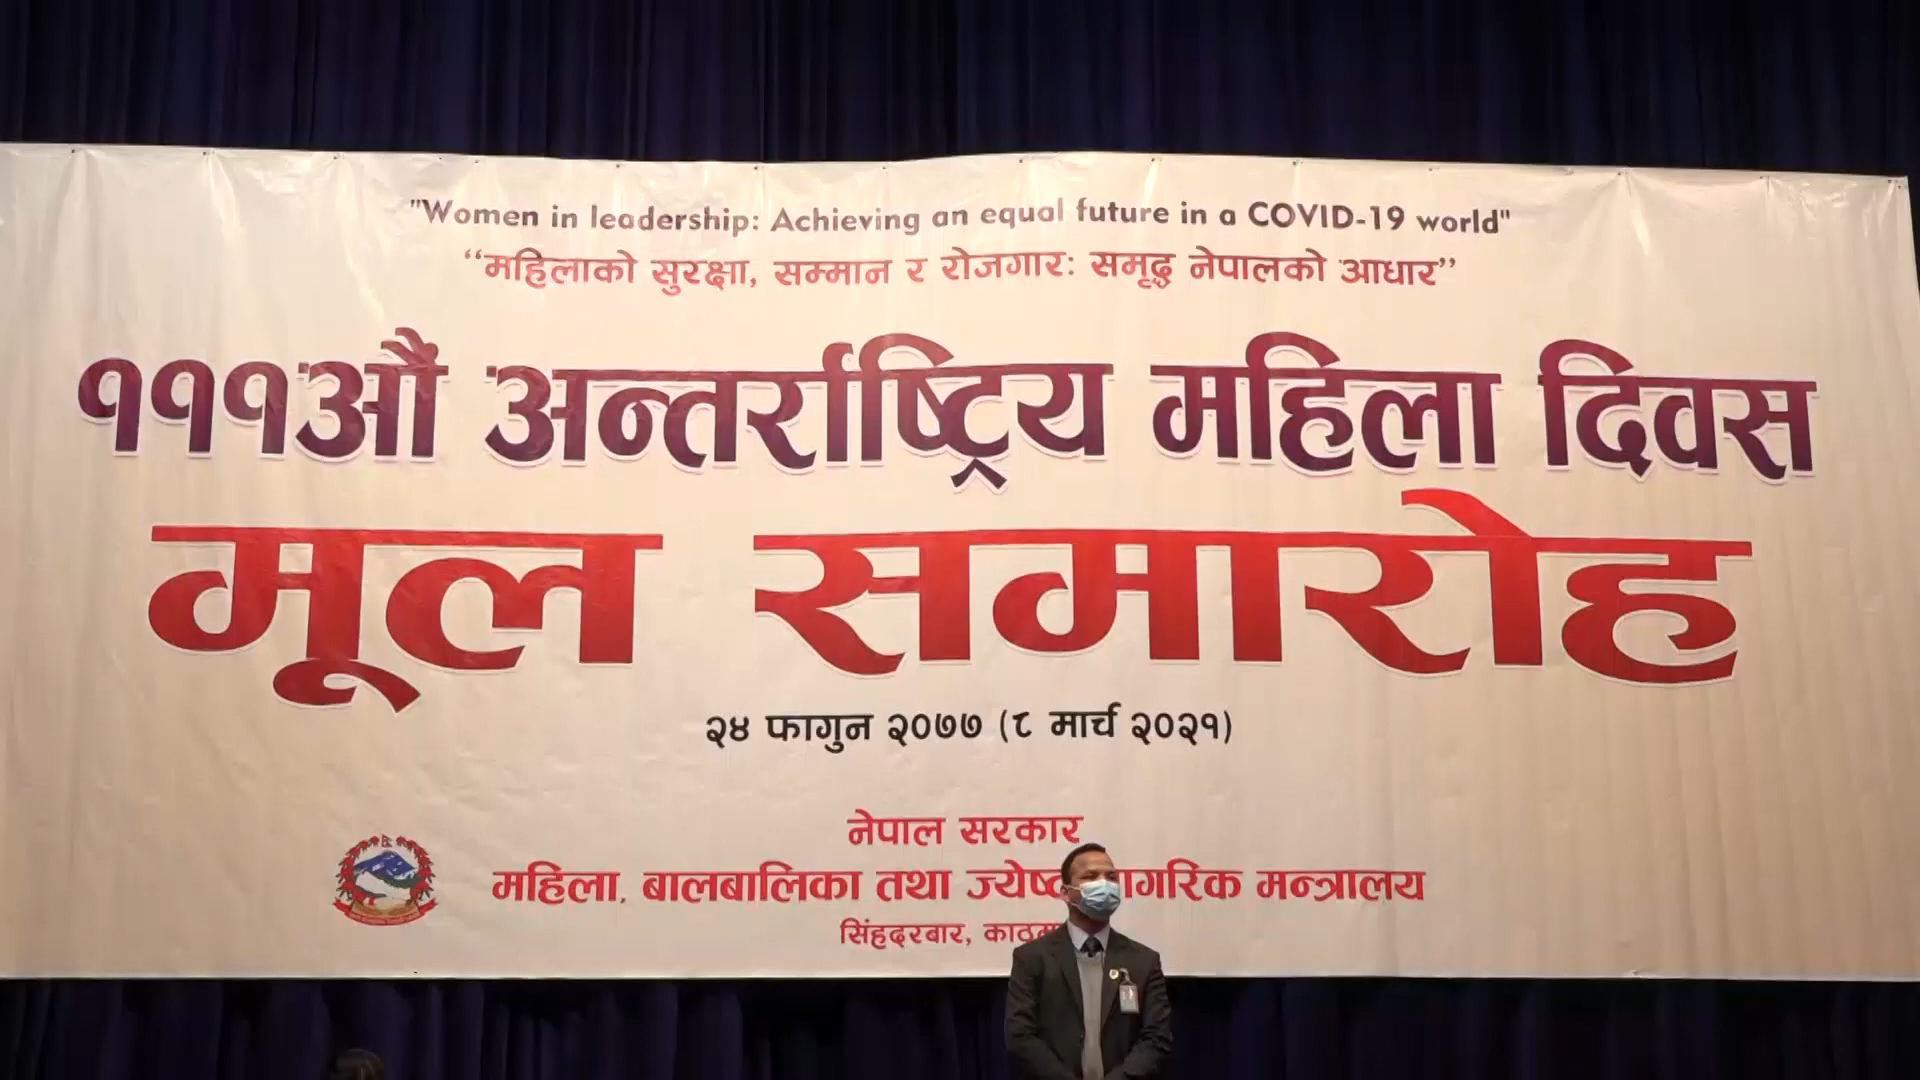 "Women in leadership: Achieving an equal future in a COVID-19 world"
“महिलाको सुरक्षा, सम्मान र रोजगार: समृद्ध नेपालको आधार”
१११औं अन्तर्राष्ट्रिय महिला दिवस
मूल समारोह
२४ फागुन २०७७ (८ मार्च २०२१)
नेपाल सरकार
महिला, बालबालिका तथा मन्त्रालय
सिंहदरबार,